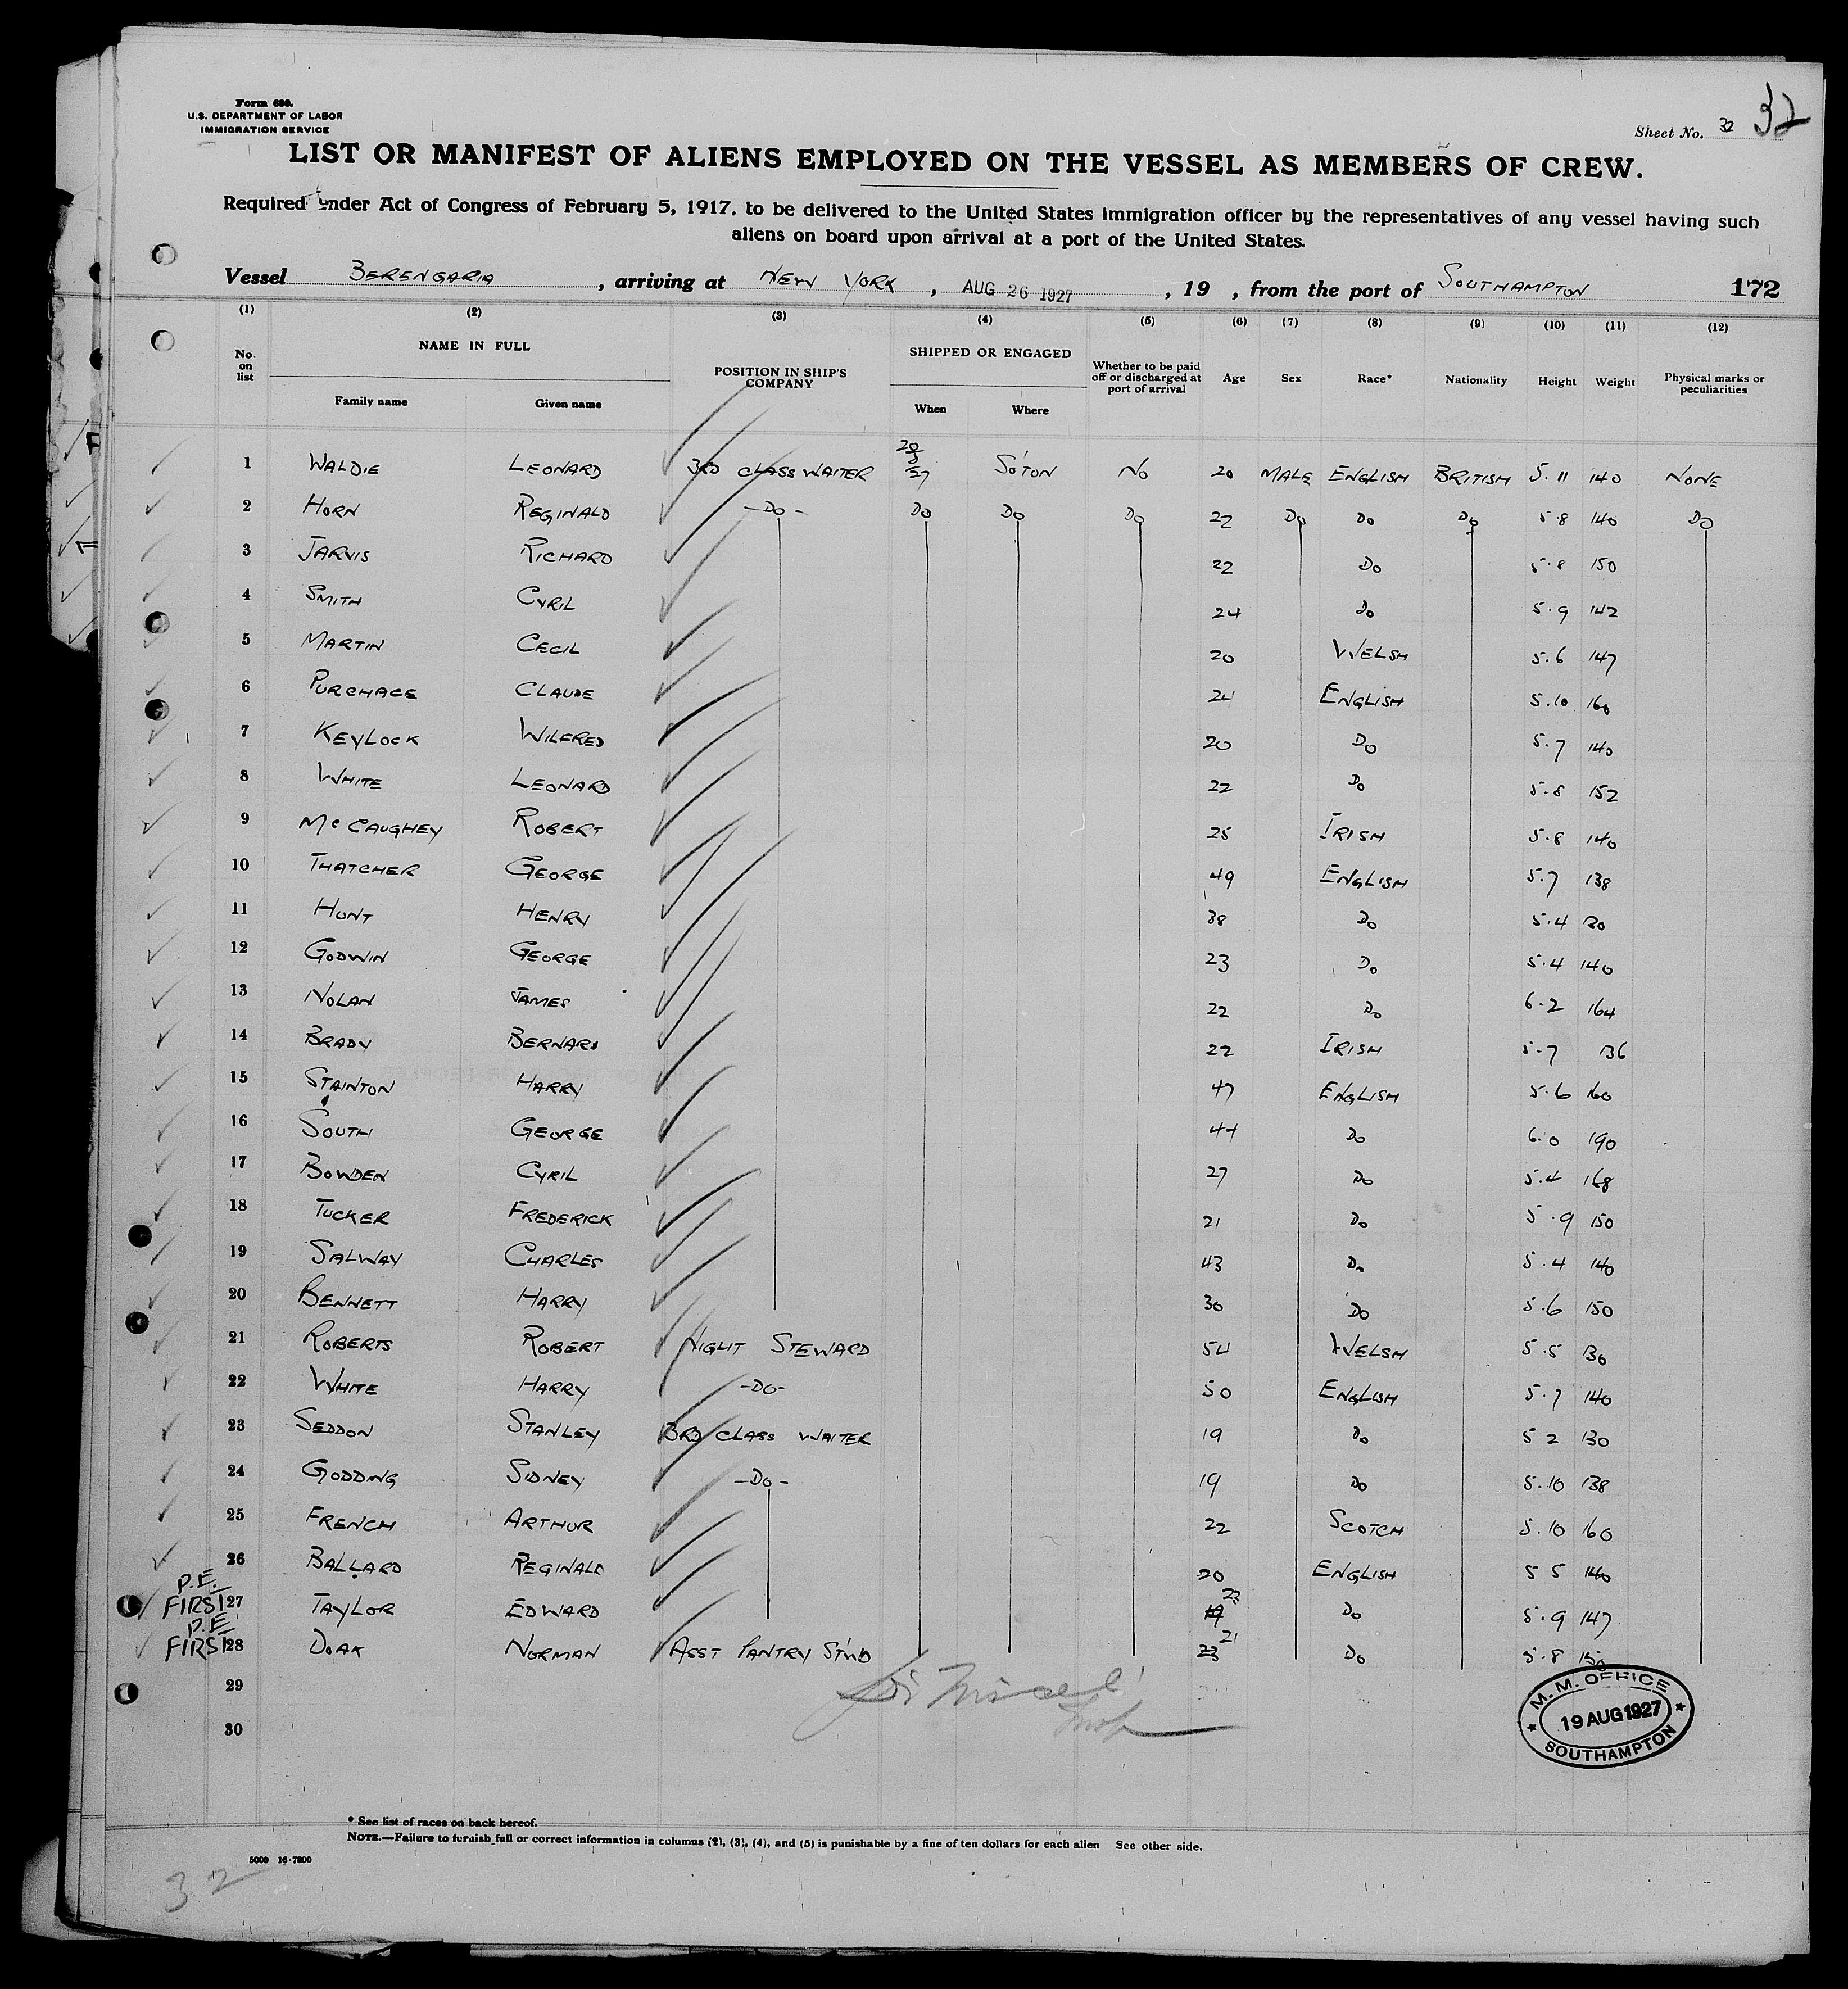 Form 680.
U.S. DEPARTMENT OF LABOR
IMMIGRATION SERVICE
Sheet No. 32 32
LIST OR MANIFEST OF ALIENS EMPLOYED ON THE VESSEL AS MEMBERS OF CREW.
Required under Act of Congress of February 5, 1917, to be delivered to the United States immigration officer by the representatives of any vessel having such
aliens on board upon arrival at a port of the United States.
Vessel BERENGARIA, arriving at NEW YORK, AUG 26 1927, 19 , from the port of SOUTHAMPTON 172
(1) (2) (3) (4) (5) (6) (7) (8) (9) (10) (11) (12)
No. on list NAME IN FULL Family name Given name POSITION IN SHIP'S COMPANY SHIPPED OR ENGAGED When Where Whether to be paid off or discharged at port of arrival Age Sex Race* Nationality Height Weight Physical marks or peculiarities
1 WALDIE LEONARD 3RD CLASS WAITER 20/8/27 SO'TON NO 20 MALE ENGLISH BRITISH 5.11 140 NONE
2 HORN REGINALD -DO- DO DO DO 22 DO DO DO 5.8 140 DO
3 JARVIS RICHARD 22 DO 5.8 150
4 SMITH CYRIL 24 DO 5.9 142
5 MARTIN CECIL 20 WELSH 5.6 147
6 PURCHACE CLAUDE 24 ENGLISH 5.10 160
7 KEYLOCK WILFRED 20 DO 5.7 140
8 WHITE LEONARD 22 DO 5.8 152
9 McCAUGHEY ROBERT 25 IRISH 5.8 140
10 THATCHER GEORGE 49 ENGLISH 5.7 138
11 HUNT HENRY 38 DO 5.4 130
12 GODWIN GEORGE 23 DO 5.4 140
13 NOLAN JAMES 22 DO 6.2 164
14 BRADY BERNARD 22 IRISH 5.7 136
15 STAINTON HARRY 47 ENGLISH 5.6 160
16 SOUTH GEORGE 44 DO 6.0 190
17 BOWDEN CYRIL 27 DO 5.4 168
18 TUCKER FREDERICK 21 DO 5.9 150
19 SALWAY CHARLES 43 DO 5.4 140
20 BENNETT HARRY 30 DO 5.6 150
21 ROBERTS ROBERT NIGHT STEWARD 54 WELSH 5.5 130
22 WHITE HARRY -DO- 50 ENGLISH 5.7 140
23 SEDDON STANLEY 3RD CLASS WAITER 19 DO 5 2 130
24 GODDING SIDNEY -DO- 19 DO 5.10 138
25 FRENCH ARTHUR 22 SCOTCH 5.10 160
26 BALLARD REGINALD 20 ENGLISH 5 5 140
P.E. FIRST 27 TAYLOR EDWARD 19 23 DO 5.9 147
P.E. FIRST 28 DOAK NORMAN ASST PANTRY ST'WD 23 21 DO 5.8 150
29
30
M. M. OFFICE
19 AUG 1927
SOUTHAMPTON
* See list of races on back hereof.
NOTE.—Failure to furnish full or correct information in columns (2), (3), (4), and (5) is punishable by a fine of ten dollars for each alien See other side.
5000 16-7800
32